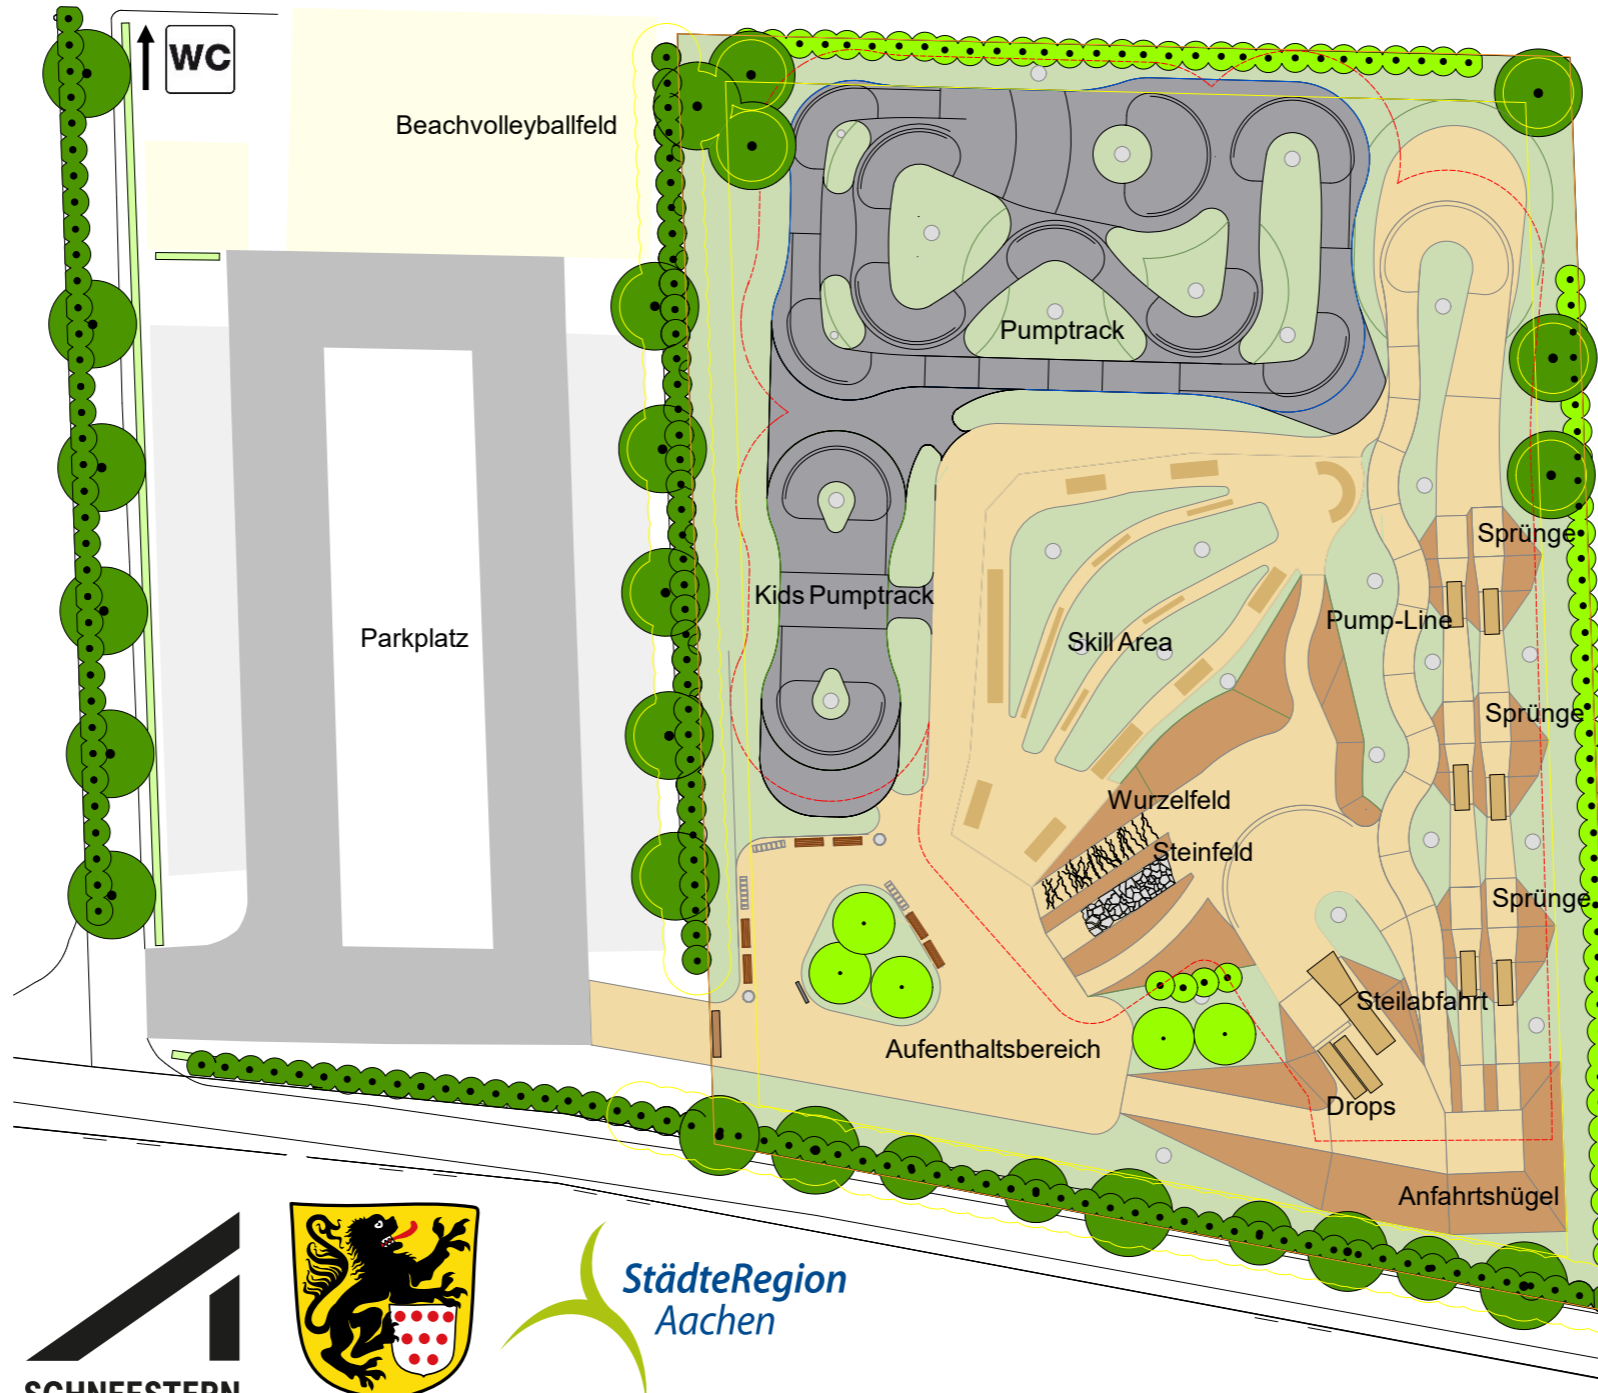 WC
Beachvolleyballfeld
Pumptrack
Sprünge
Kids Pumptrack
Pump-Line
Parkplatz
Skill Area
Sprünge
Wurzelfeld
Steinfeld
Sprünge
Steilabfahrt
Aufenthaltsbereich
Drops
Anfahrtshügel
StädteRegion
Aachen
SCHNEESTERN